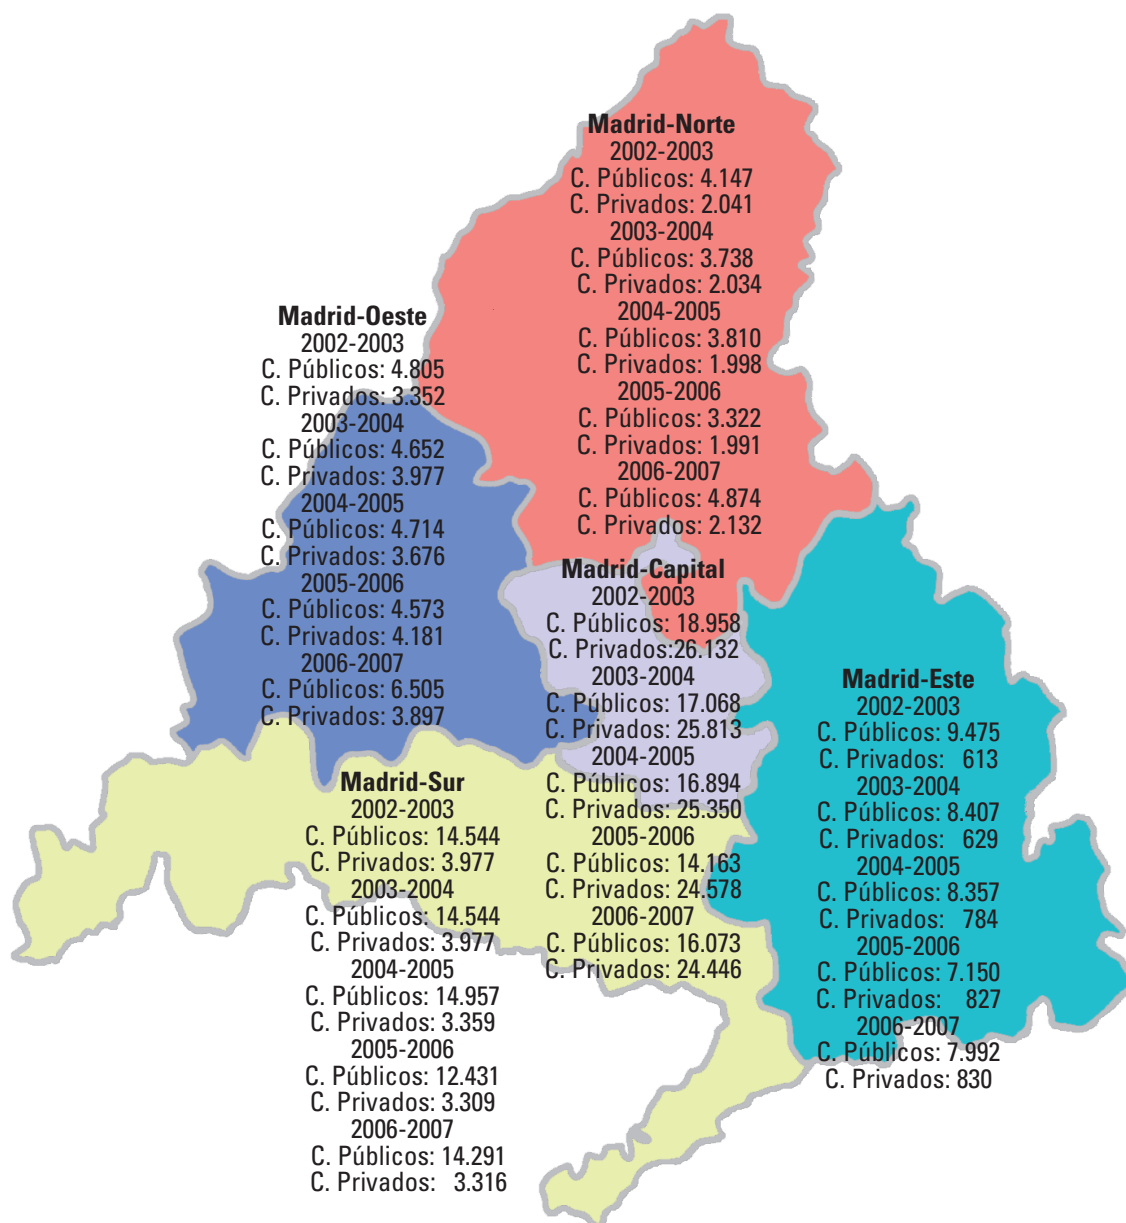 Madrid-Norte
2002-2003
C. Públicos: 4.147
C. Privados: 2.041
2003-2004
C. Públicos: 3.738
C. Privados: 2.034
2004-2005
C. Públicos: 3.810
C. Privados: 1.998
2005-2006
C. Públicos: 3.322
C. Privados: 1.991
2006-2007
C. Públicos: 4.874
C. Privados: 2.132
Madrid-Oeste
2002-2003
C. Públicos: 4.805
C. Privados: 3.352
2003-2004
C. Públicos: 4.652
C. Privados: 3.977
2004-2005
C. Públicos: 4.714
C. Privados: 3.676
2005-2006
C. Públicos: 4.573
C. Privados: 4.181
2006-2007
C. Públicos: 6.505
C. Privados: 3.897
Madrid-Capital
2002-2003
C. Públicos: 18.958
C. Privados:26.132
2003-2004
C. Públicos: 17.068
C. Privados: 25.813
2004-2005
C. Públicos: 16.894
C. Privados: 25.350
2005-2006
C. Públicos: 14.163
C. Privados: 24.578
2006-2007
C. Públicos: 16.073
C. Privados: 24.446
Madrid-Este
2002-2003
C. Públicos: 9.475
C. Privados: 613
2003-2004
C. Públicos: 8.407
C. Privados: 629
2004-2005
C. Públicos: 8.357
C. Privados: 784
2005-2006
C. Públicos: 7.150
C. Privados: 827
2006-2007
C. Públicos: 7.992
C. Privados: 830
Madrid-Sur
2002-2003
C. Públicos: 14.544
C. Privados: 3.977
2003-2004
C. Públicos: 14.544
C. Privados: 3.977
2004-2005
C. Públicos: 14.957
C. Privados: 3.359
2005-2006
C. Públicos: 12.431
C. Privados: 3.309
2006-2007
C. Públicos: 14.291
C. Privados: 3.316